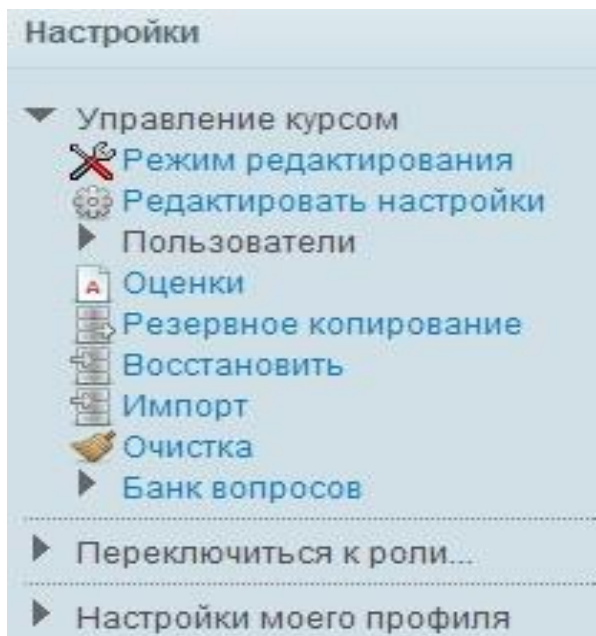 Настройки
Управление курсом
Режим редактирования
Редактировать настройки
Пользователи
Оценки
Резервное копирование
Восстановить
Импорт
Очистка
Банк вопросов
Переключиться к роли...
Настройки моего профиля